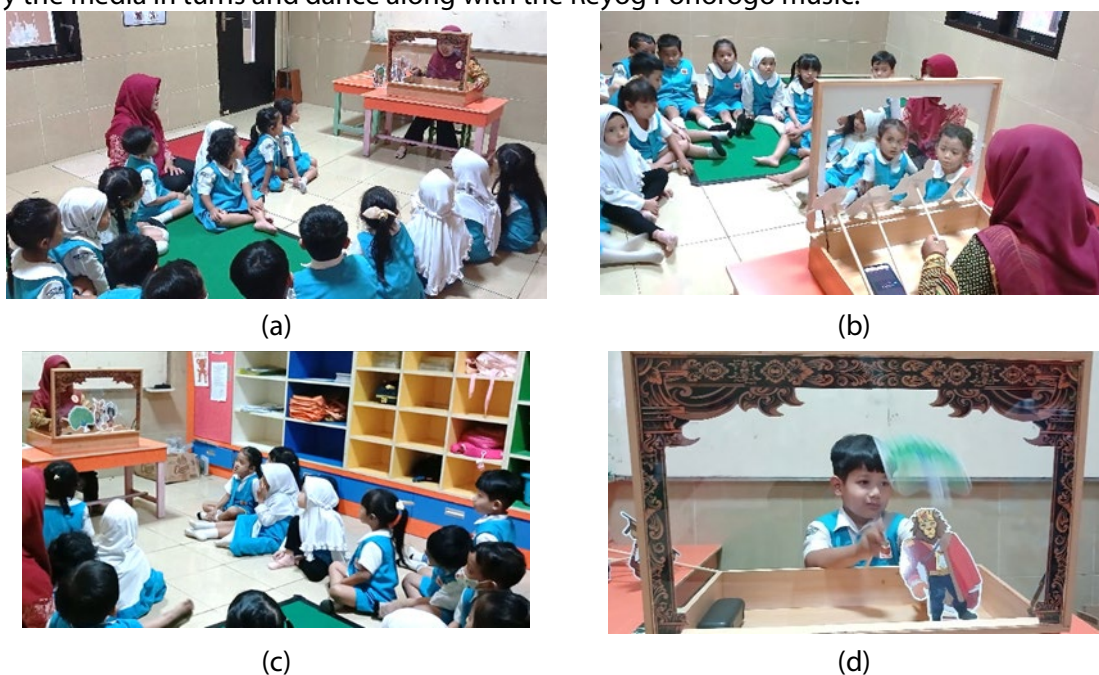 y the media in turns and dance along with the Reyog Ponorogo music.
(a)
(b)
(c)
(d)